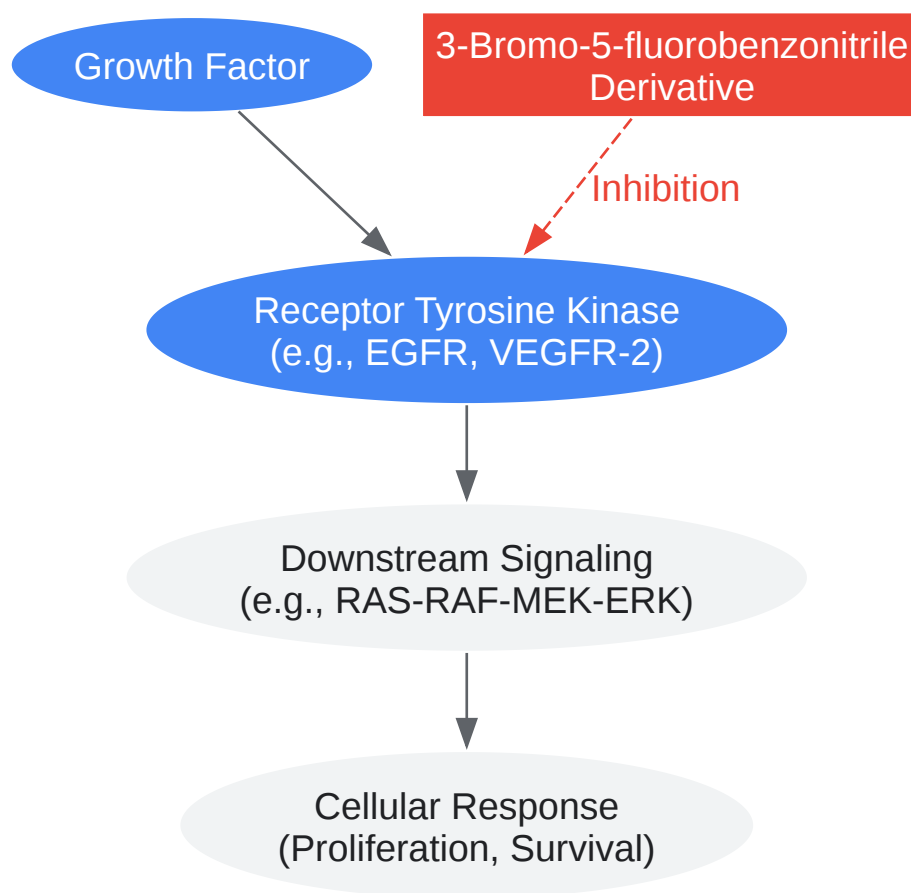 Growth Factor
3-Bromo-5-fluorobenzonitrile
Derivative
Inhibition
Receptor Tyrosine Kinase
(e.g., EGFR, VEGFR-2)
Downstream Signaling
(e.g., RAS-RAF-MEK-ERK)
Cellular Response
(Proliferation, Survival)